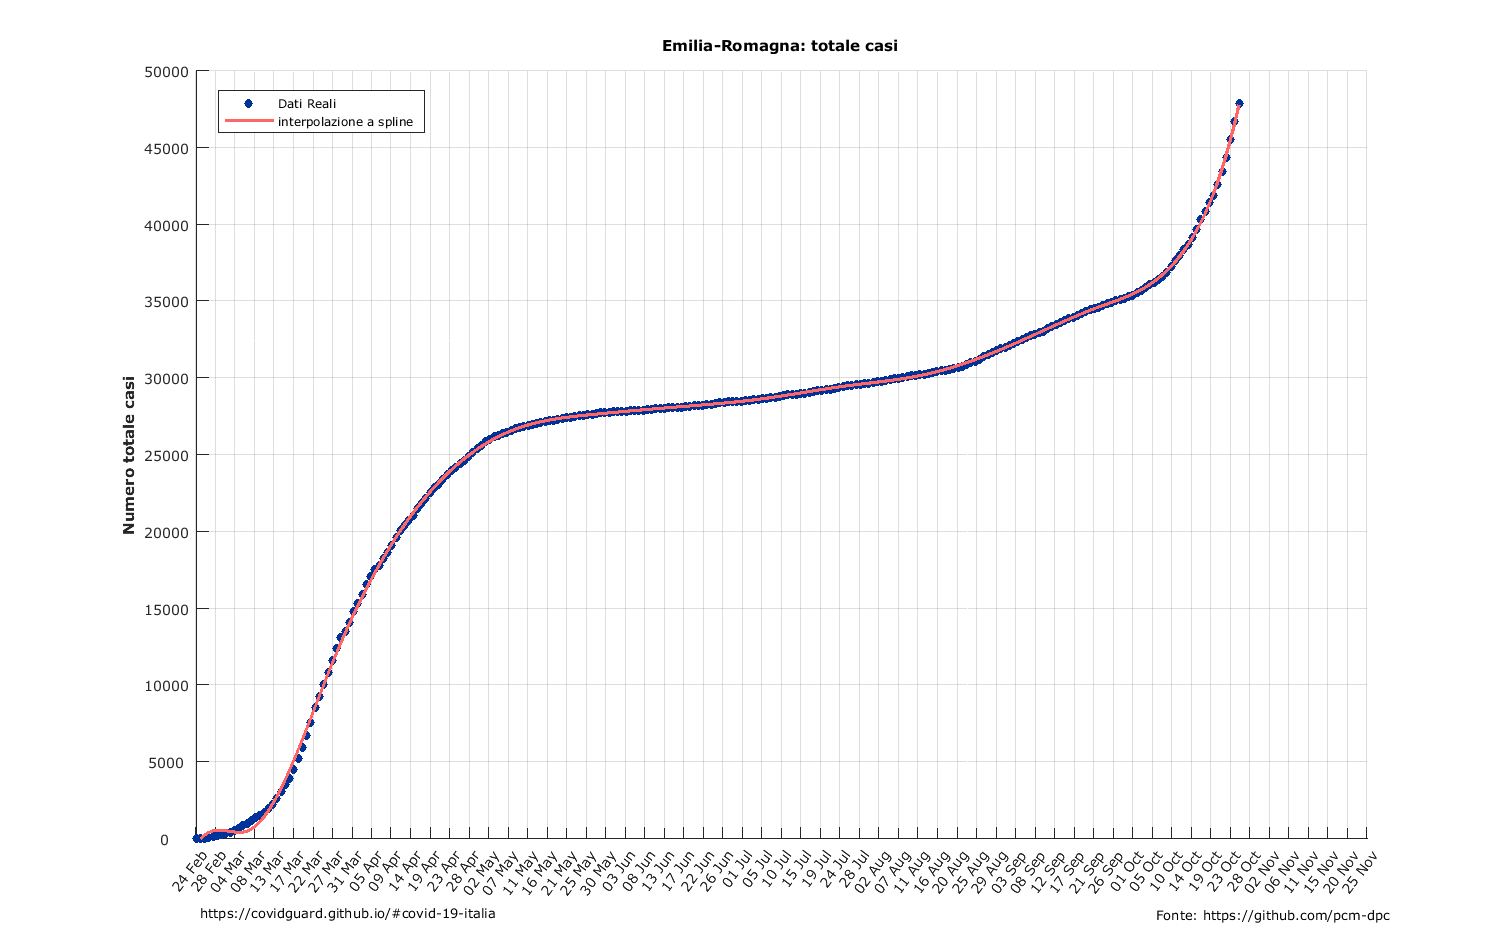 Emilia-Romagna: totale casi
Dati Reali
interpolazione a spline
Numero totale casi
50000
45000
40000
35000
30000
25000
20000
15000
10000
5000
0
24 Feb
28 Feb
04 Mar
08 Mar
13 Mar
17 Mar
22 Mar
27 Mar
31 Mar
05 Apr
09 Apr
14 Apr
19 Apr
23 Apr
28 Apr
02 May
07 May
11 May
16 May
21 May
25 May
30 May
03 Jun
08 Jun
13 Jun
17 Jun
22 Jun
26 Jun
01 Jul
05 Jul
10 Jul
15 Jul
19 Jul
24 Jul
28 Jul
02 Aug
07 Aug
11 Aug
16 Aug
20 Aug
25 Aug
29 Aug
03 Sep
08 Sep
12 Sep
17 Sep
21 Sep
26 Sep
01 Oct
05 Oct
10 Oct
14 Oct
19 Oct
23 Oct
28 Oct
02 Nov
06 Nov
11 Nov
15 Nov
20 Nov
25 Nov
https://covidguard.github.io/#covid-19-italia
Fonte: https://github.com/pcm-dpc